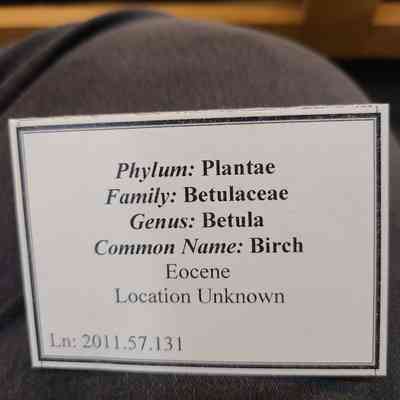 Phylum: Plantae
Family: Betulaceae
Genus: Betula
Common Name: Birch
Eocene
Location Unknown
Ln: 2011.57.131